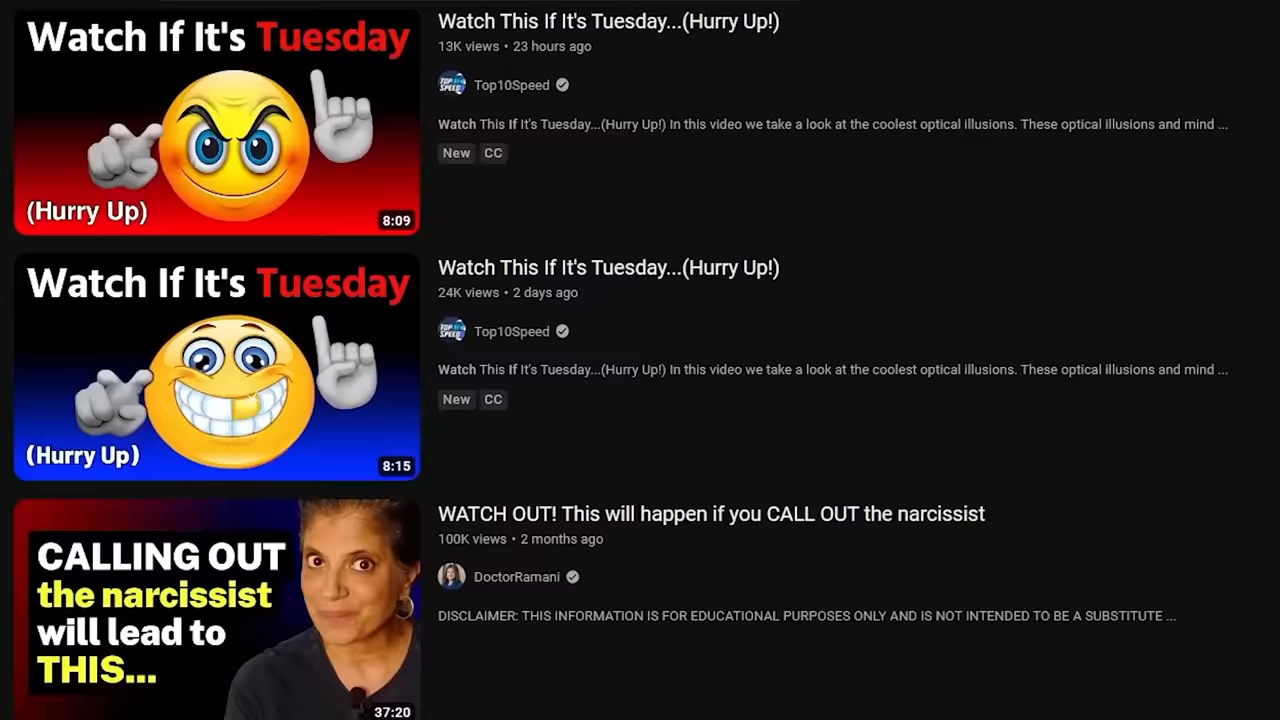 Watch If It's Tuesday
(Hurry Up)
8:09
Watch This If It's Tuesday...(Hurry Up!)
13K views • 23 hours ago
TOP 10 SPEED
Top10Speed
Watch This If It's Tuesday...(Hurry Up!) In this video we take a look at the coolest optical illusions. These optical illusions and mind ...
New CC
Watch If It's Tuesday
(Hurry Up)
8:15
Watch This If It's Tuesday...(Hurry Up!)
24K views • 2 days ago
TOP 10 SPEED
Top10Speed
Watch This If It's Tuesday...(Hurry Up!) In this video we take a look at the coolest optical illusions. These optical illusions and mind ...
New CC
CALLING OUT
the narcissist
will lead to
THIS...
37:20
WATCH OUT! This will happen if you CALL OUT the narcissist
100K views • 2 months ago
DoctorRamani
DISCLAIMER: THIS INFORMATION IS FOR EDUCATIONAL PURPOSES ONLY AND IS NOT INTENDED TO BE A SUBSTITUTE ...